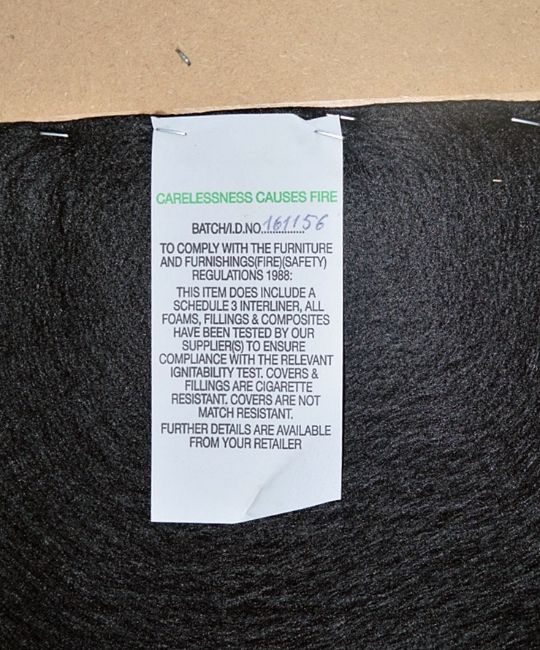 CARELESSNESS CAUSES FIRE
BATCH/I.D.NO.161156
TO COMPLY WITH THE FURNITURE
AND FURNISHINGS(FIRE)(SAFETY)
REGULATIONS 1988:
THIS ITEM DOES INCLUDE A
SCHEDULE 3 INTERLINER, ALL
FOAMS, FILLINGS & COMPOSITES
HAVE BEEN TESTED BY OUR
SUPPLIER(S) TO ENSURE
COMPLIANCE WITH THE RELEVANT
IGNITABILITY TEST. COVERS &
FILLINGS ARE CIGARETTE
RESISTANT. COVERS ARE NOT
MATCH RESISTANT.
FURTHER DETAILS ARE AVAILABLE
FROM YOUR RETAILER